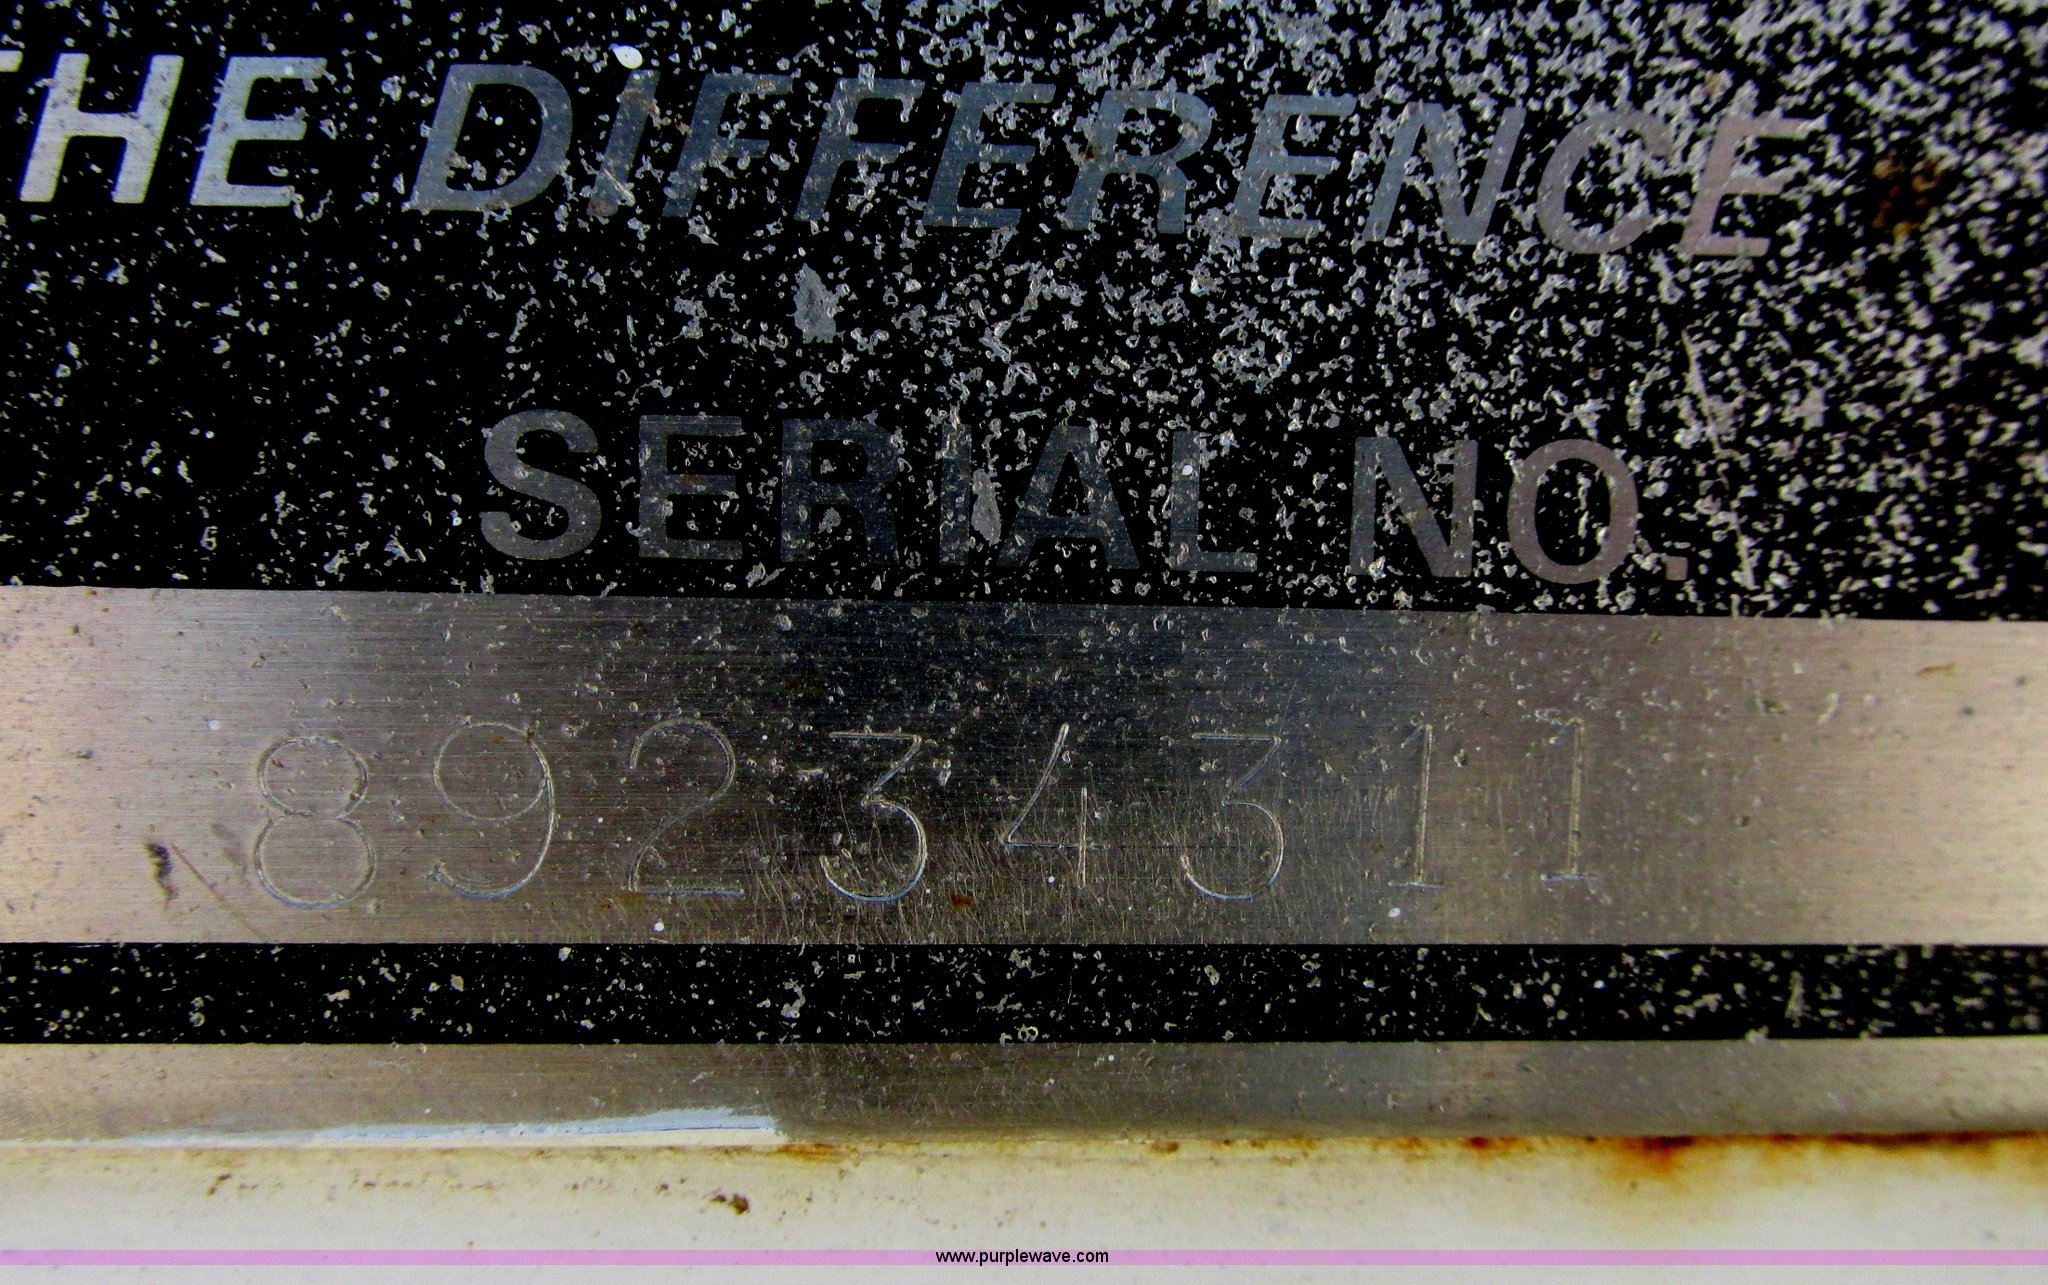 THE DIFFERENCE
SERIAL NO.
89234311
www.purplewave.com